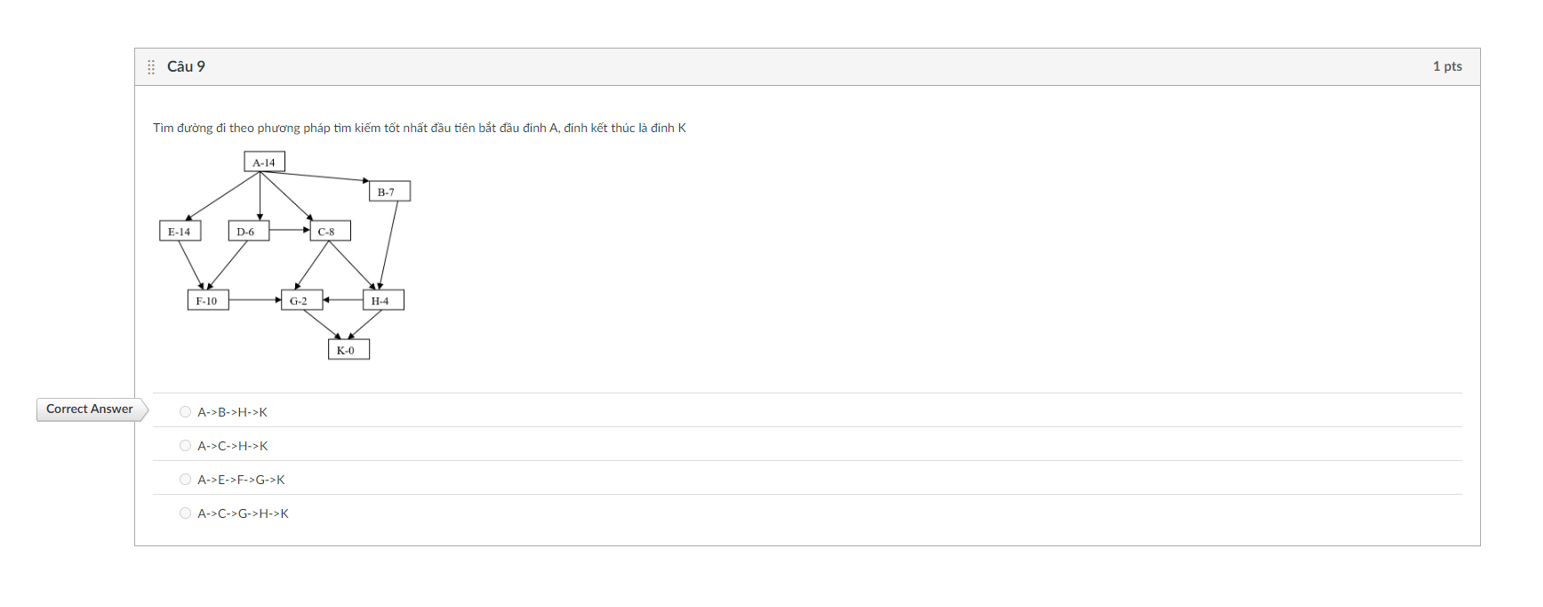 Câu 9
1 pts
Tìm đường đi theo phương pháp tìm kiếm tốt nhất đầu tiên bắt đầu đỉnh A, đỉnh kết thúc là đỉnh K
A-14
B-7
E-14
D-6
C-8
F-10
G-2
H-4
K-0
Correct Answer
A->B->H->K
A->C->H->K
A->E->F->G->K
A->C->G->H->K